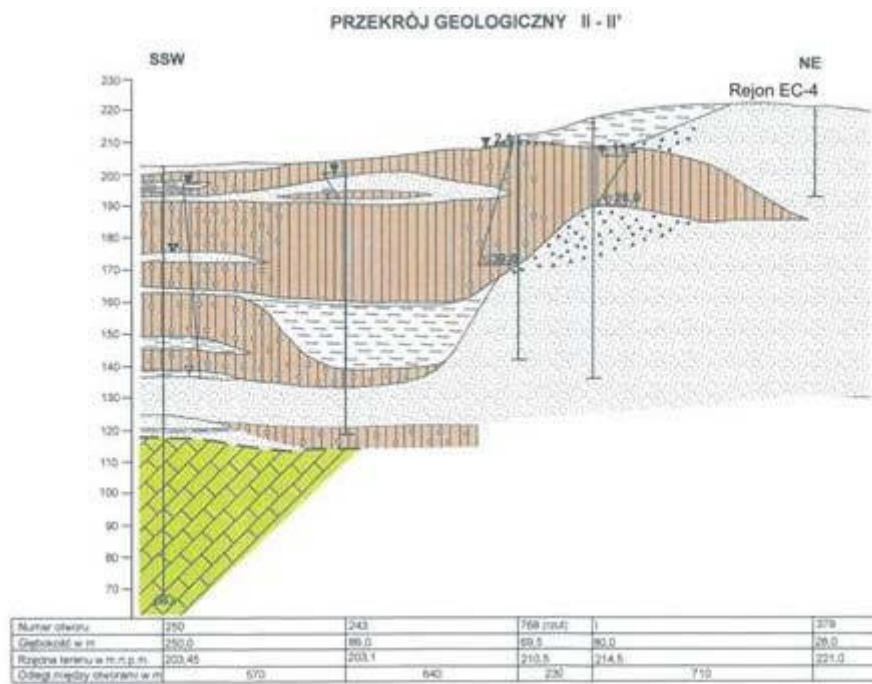 PRZEKRÓJ GEOLOGICZNY II - II'
SSW
NE
Rejon EC-4
230
220
210
200
190
180
170
160
150
140
130
120
110
100
90
80
70
Numer otworu 250 243 768 (rzut) 1 379
Głębokość w m 250,0 86,0 69,5 80,0 28,0
Rzędna terenu w m n.p.m. 203,45 203,1 210,5 214,5 221,0
Odległ. między otworami w m 570 640 230 710